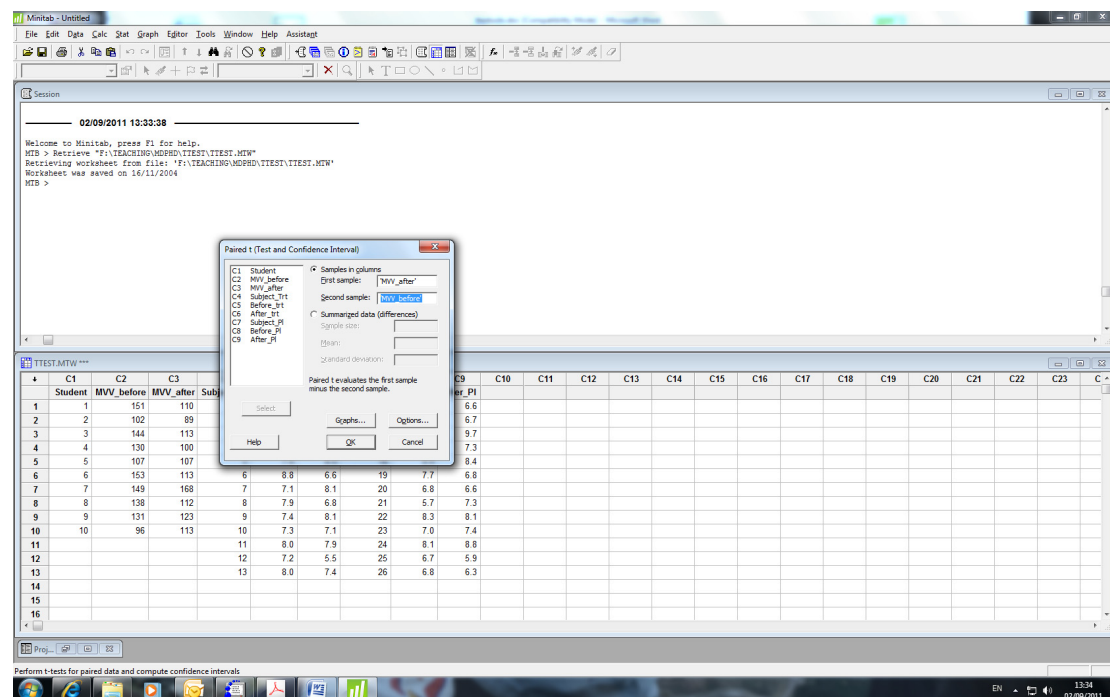 Minitab - Untitled
File Edit Data Calc Stat Graph Editor Tools Window Help Assistant
Session
02/09/2011 13:33:38
Welcome to Minitab, press F1 for help.
MTB > Retrieve "F:\TEACHING\MDPHD\TTEST\TTEST.MTW"
Retrieving worksheet from file: 'F:\TEACHING\MDPHD\TTEST\TTEST.MTW'
Worksheet was saved on 16/11/2004
MTB >
Paired t (Test and Confidence Interval)
C1 Student
C2 MVV_before
C3 MVV_after
C4 Subject_Trt
C5 Before_trt
C6 After_trt
C7 Subject_Pl
C8 Before_Pl
C9 After_Pl
Samples in columns
First sample: 'MVV_after'
Second sample: 'MVV_before'
Summarized data (differences)
Sample size:
Mean:
Standard deviation:
Paired t evaluates the first sample
minus the second sample.
Select
Graphs... Options...
Help OK Cancel
TTEST.MTW ***
C1 C2 C3 C9 C10 C11 C12 C13 C14 C15 C16 C17 C18 C19 C20 C21 C22 C23 C
Student MVV_before MVV_after Subj er_Pl
1 1 151 110 6.6
2 2 102 89 6.7
3 3 144 113 9.7
4 4 130 100 7.3
5 5 107 107 8.4
6 6 153 113 6 8.8 6.6 19 7.7 6.8
7 7 149 168 7 7.1 8.1 20 6.8 6.6
8 8 138 112 8 7.9 6.8 21 5.7 7.3
9 9 131 123 9 7.4 8.1 22 8.3 8.1
10 10 96 113 10 7.3 7.1 23 7.0 7.4
11 11 8.0 7.9 24 8.1 8.8
12 12 7.2 5.5 25 6.7 5.9
13 13 8.0 7.4 26 6.8 6.3
14
15
16
Proj...
Perform t-tests for paired data and compute confidence intervals
EN 13:34
02/09/2011